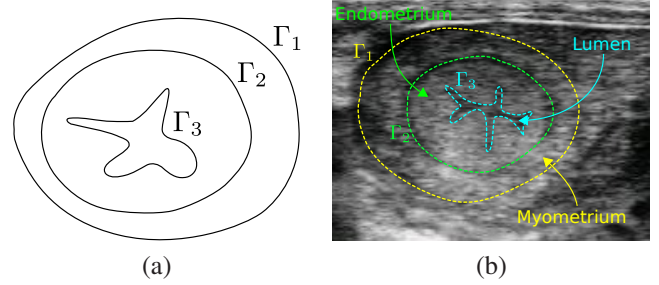 Γ₁
Γ₂
Γ₃
(a)
Endometrium
Lumen
Γ₁
Γ₃
Γ₂
Myometrium
(b)